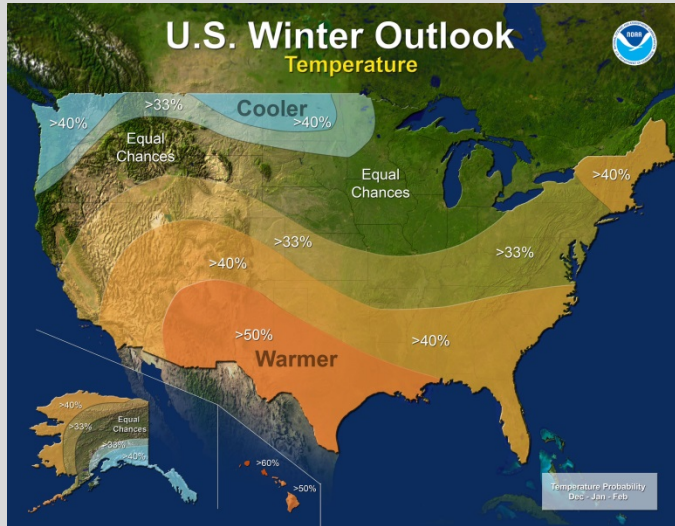 U.S. Winter Outlook
Temperature
NOAA
>40%
>33%
Cooler
>40%
Equal
Chances
Equal
Chances
>40%
>33%
>33%
>40%
>50%
>40%
Warmer
>40%
>33%
Equal
Chances
>33%
>40%
>60%
>50%
Temperature Probability
Dec - Jan - Feb